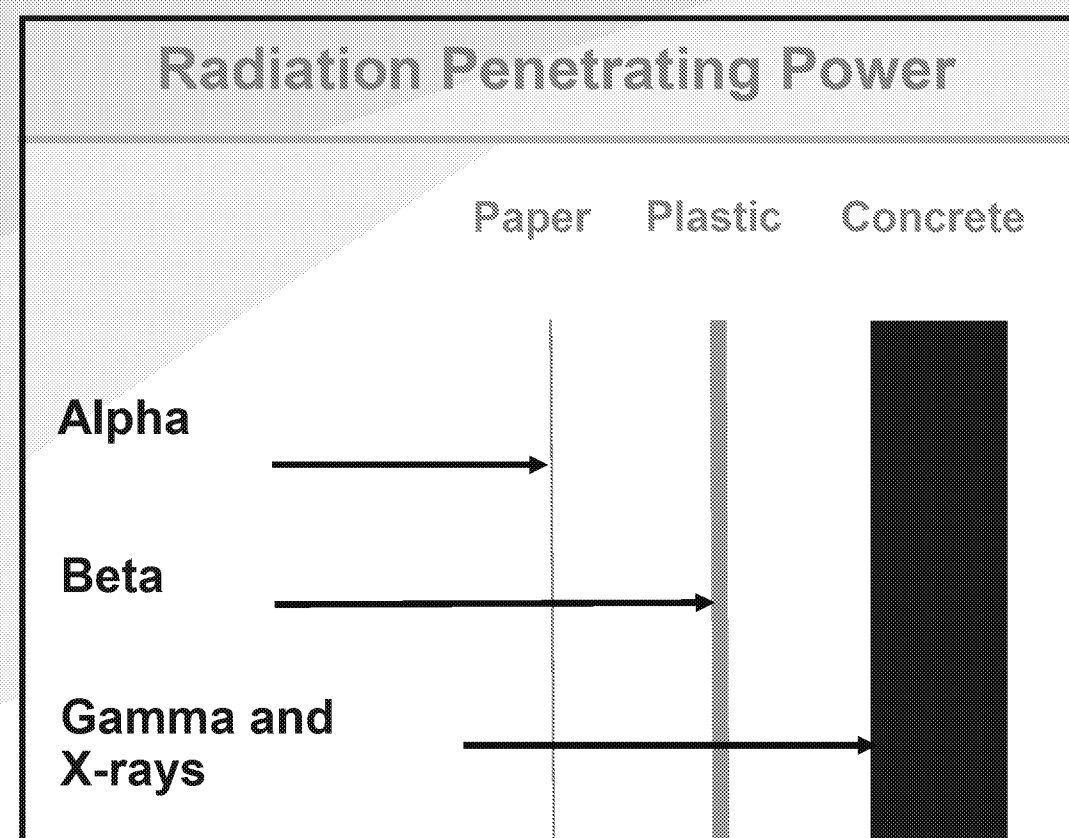 Radiation Penetrating Power
Paper Plastic Concrete
Alpha
Beta
Gamma and
X-rays